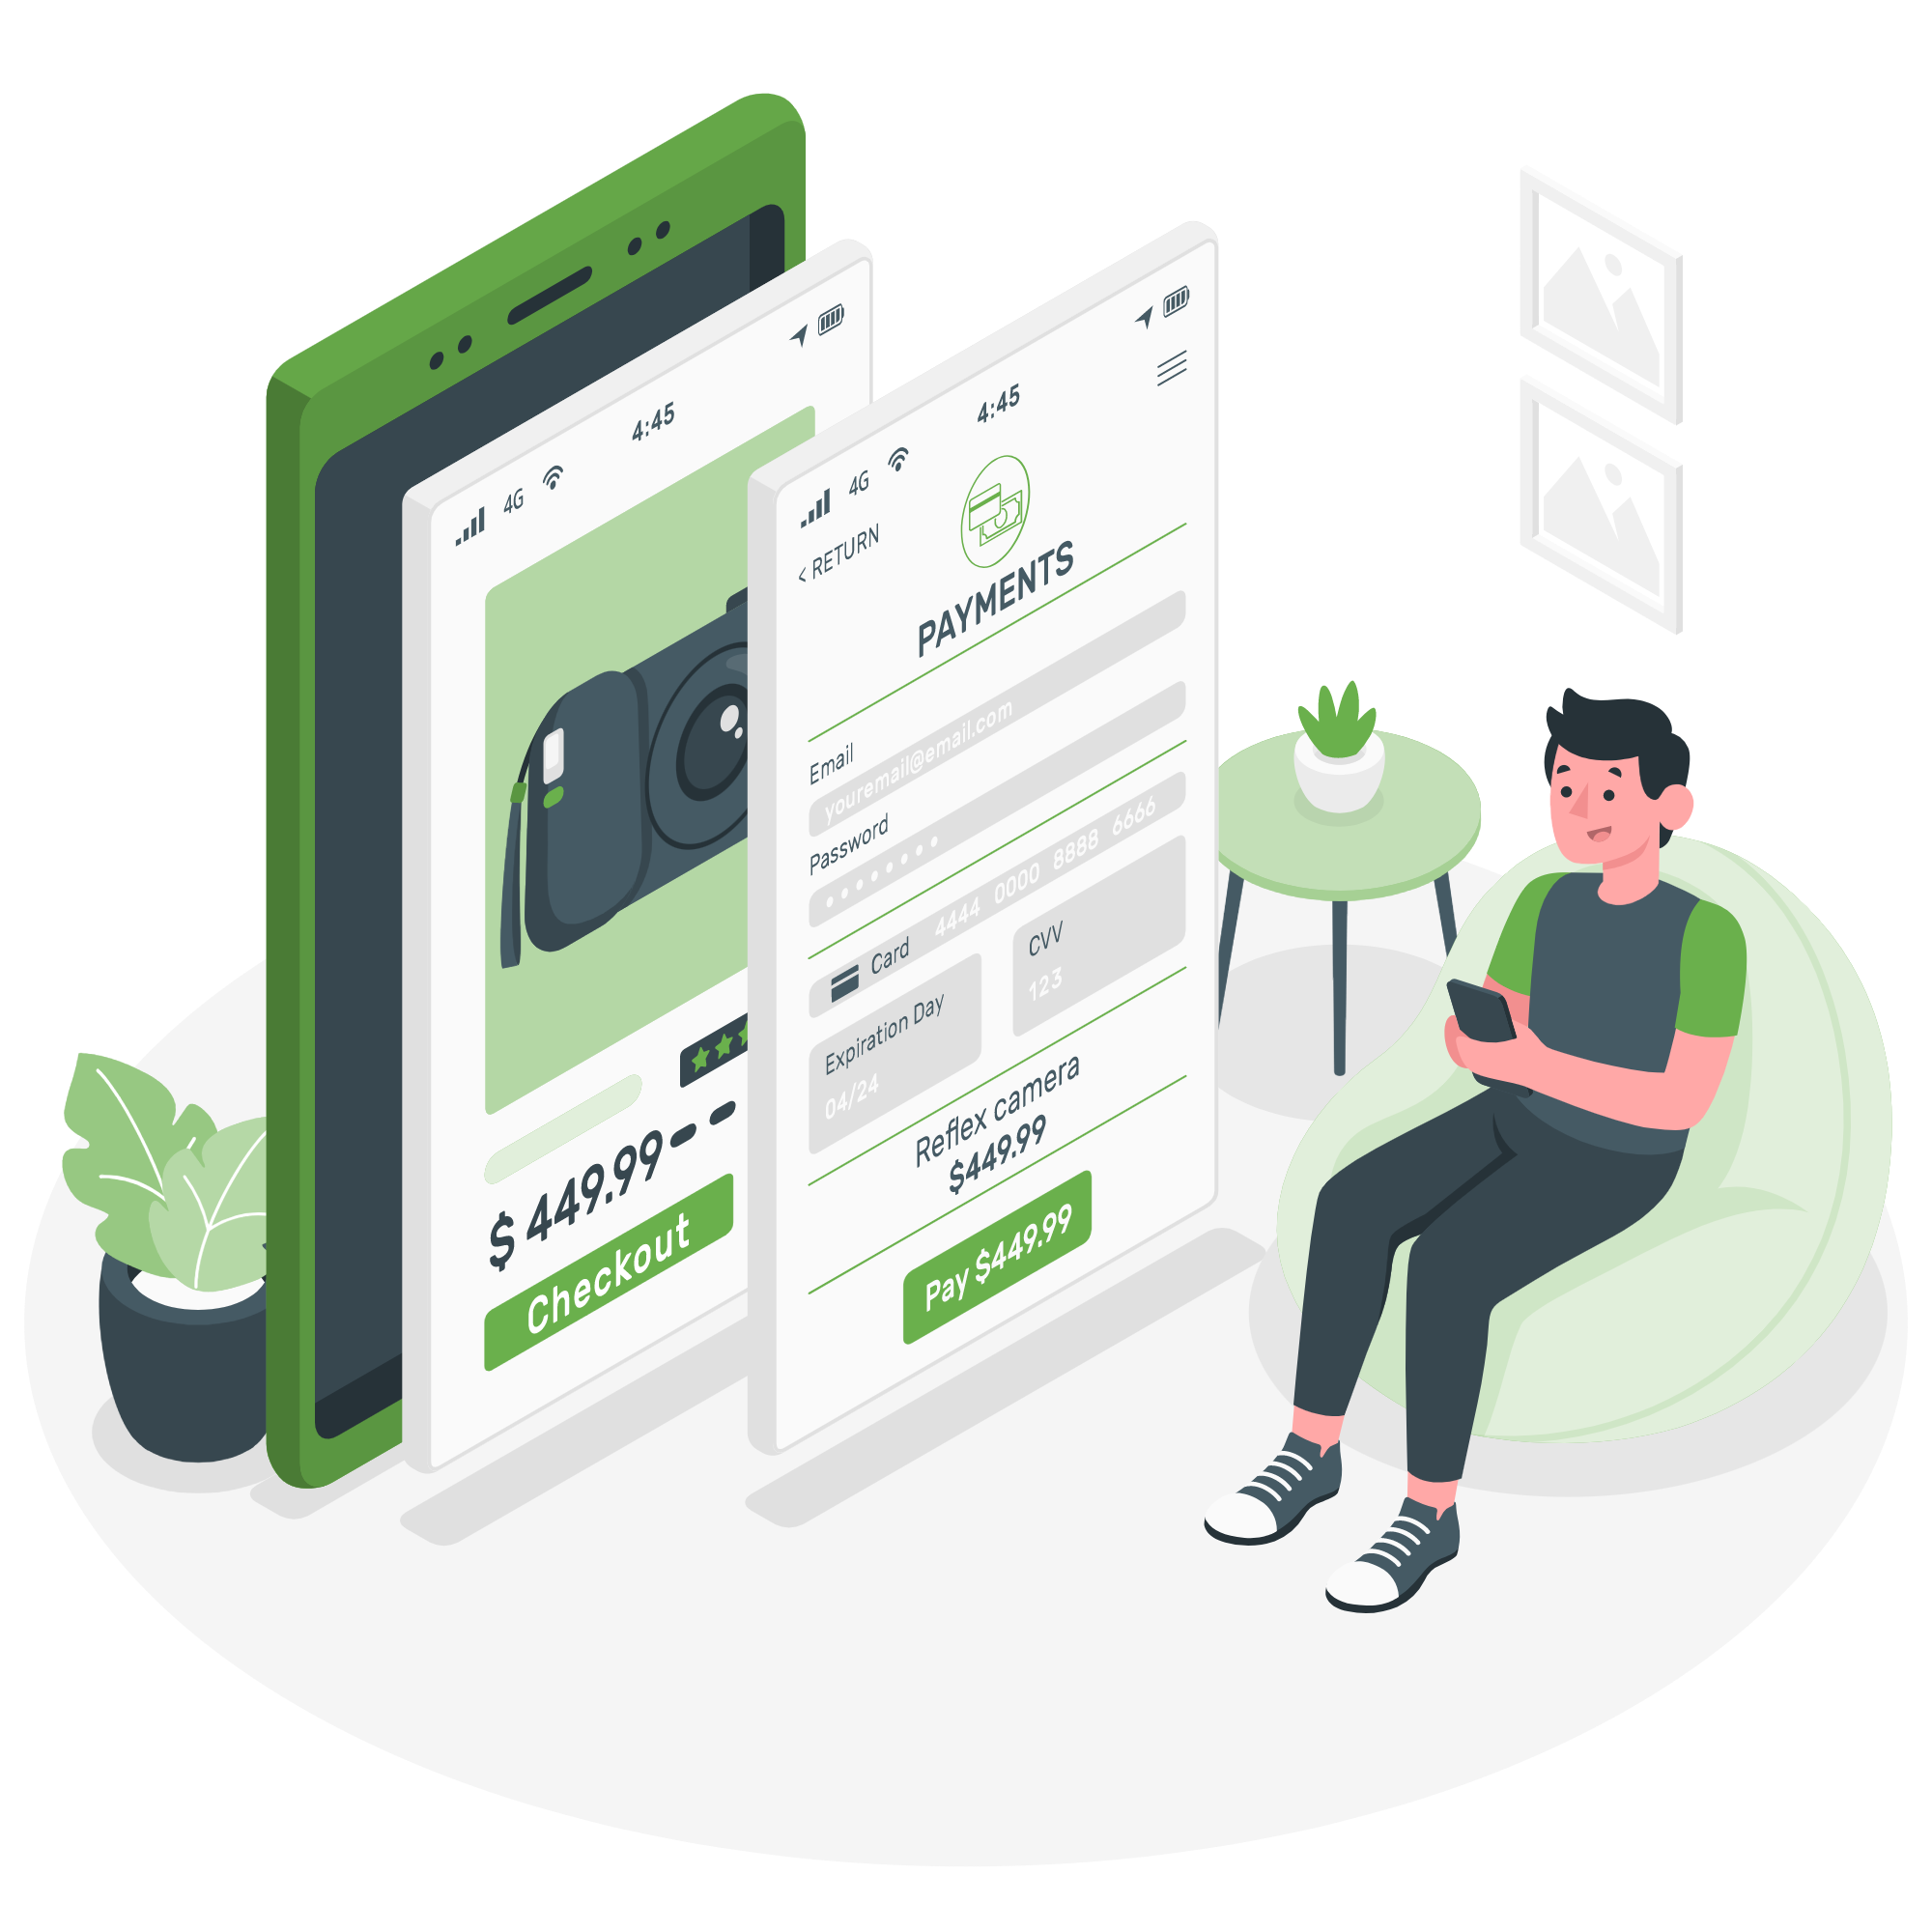 4G
4:45
$449.99
Checkout
4G
4:45
< RETURN
PAYMENTS
Email
youremail@email.com
Password
Card 4444 0000 8888 6666
Expiration Day
04/24
CVV
123
Reflex camera
$449.99
Pay $449.99